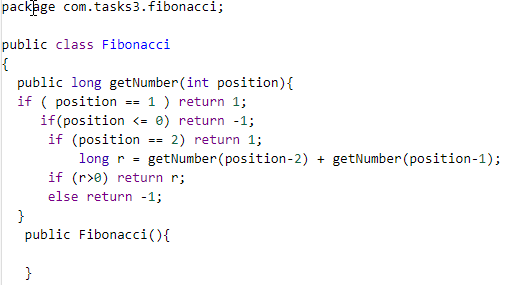 package com.tasks3.fibonacci;
public class Fibonacci
{
public long getNumber(int position){
if ( position == 1 ) return 1;
if(position <= 0) return -1;
if (position == 2) return 1;
long r = getNumber(position-2) + getNumber(position-1);
if (r>0) return r;
else return -1;
}
public Fibonacci(){
}